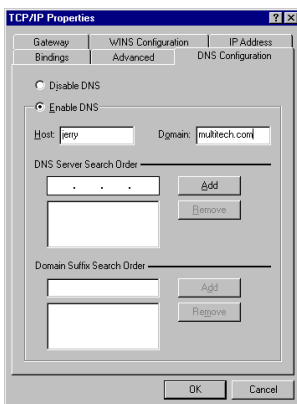 TCP/IP Properties
Gateway WINS Configuration IP Address
Bindings Advanced DNS Configuration
Disable DNS
Enable DNS
Host: jerry Domain: multitech.com
DNS Server Search Order
. . . Add
Remove
Domain Suffix Search Order
Add
Remove
OK Cancel